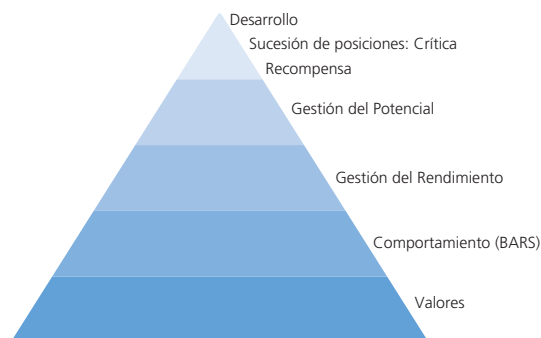 Desarrollo
Sucesión de posiciones: Crítica
Recompensa
Gestión del Potencial
Gestión del Rendimiento
Comportamiento (BARS)
Valores